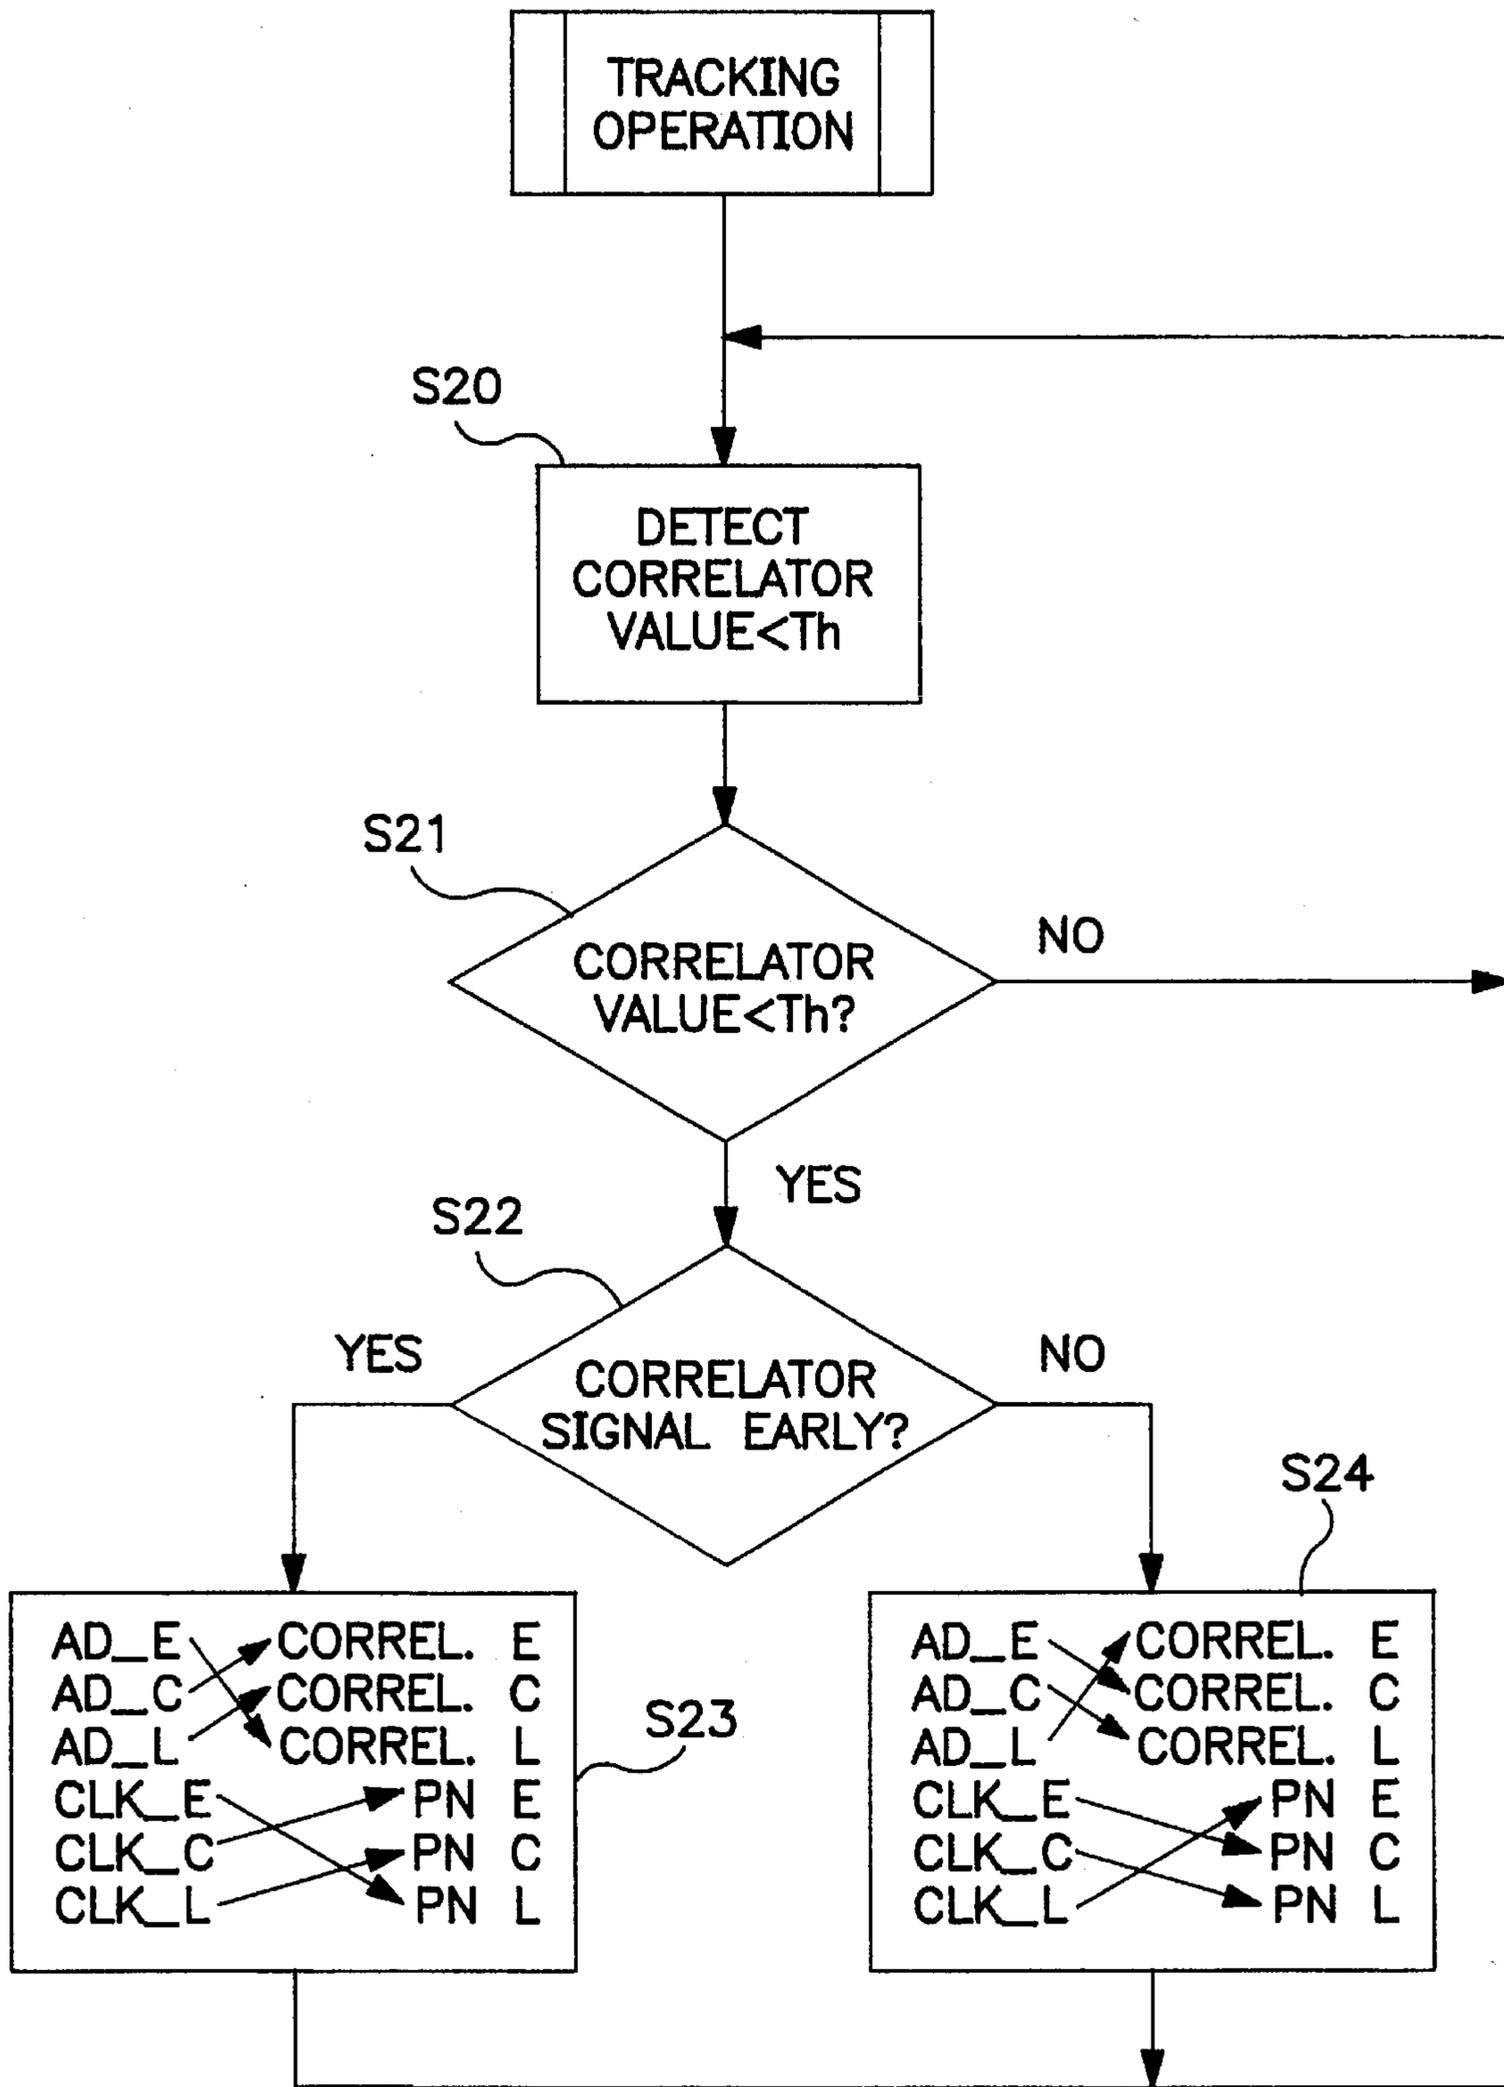 TRACKING
OPERATION
S20
DETECT
CORRELATOR
VALUE<Th
S21
CORRELATOR
VALUE<Th?
NO
YES
S22
YES
CORRELATOR
SIGNAL EARLY?
NO
S24
AD_E CORREL. E
AD_C CORREL. C
AD_L CORREL. L
CLK_E PN E
CLK_C PN C
CLK_L PN L
S23
AD_E CORREL. E
AD_C CORREL. C
AD_L CORREL. L
CLK_E PN E
CLK_C PN C
CLK_L PN L